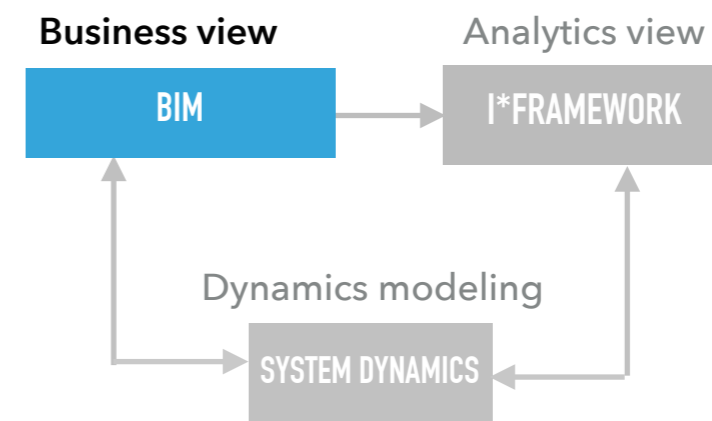 Business view
Analytics view
BIM
I*FRAMEWORK
Dynamics modeling
SYSTEM DYNAMICS